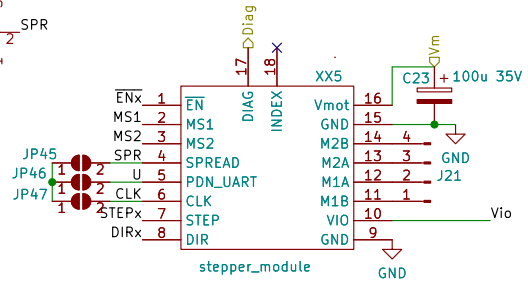 SPR
2
Diag
Vm
17
18
XX5
C23
+
100u 35V
ENx
1
EN
DIAG
INDEX
Vmot
16
MS1
2
MS1
GND
15
MS2
3
MS2
M2B
14
4
GND
JP45
1
2
SPR
4
SPREAD
M2A
13
3
JP46
1
2
U
5
PDN_UART
M1A
12
2
J21
JP47
1
2
CLK
6
CLK
M1B
11
1
STEPx
7
STEP
VIO
10
Vio
DIRx
8
DIR
GND
9
GND
stepper_module